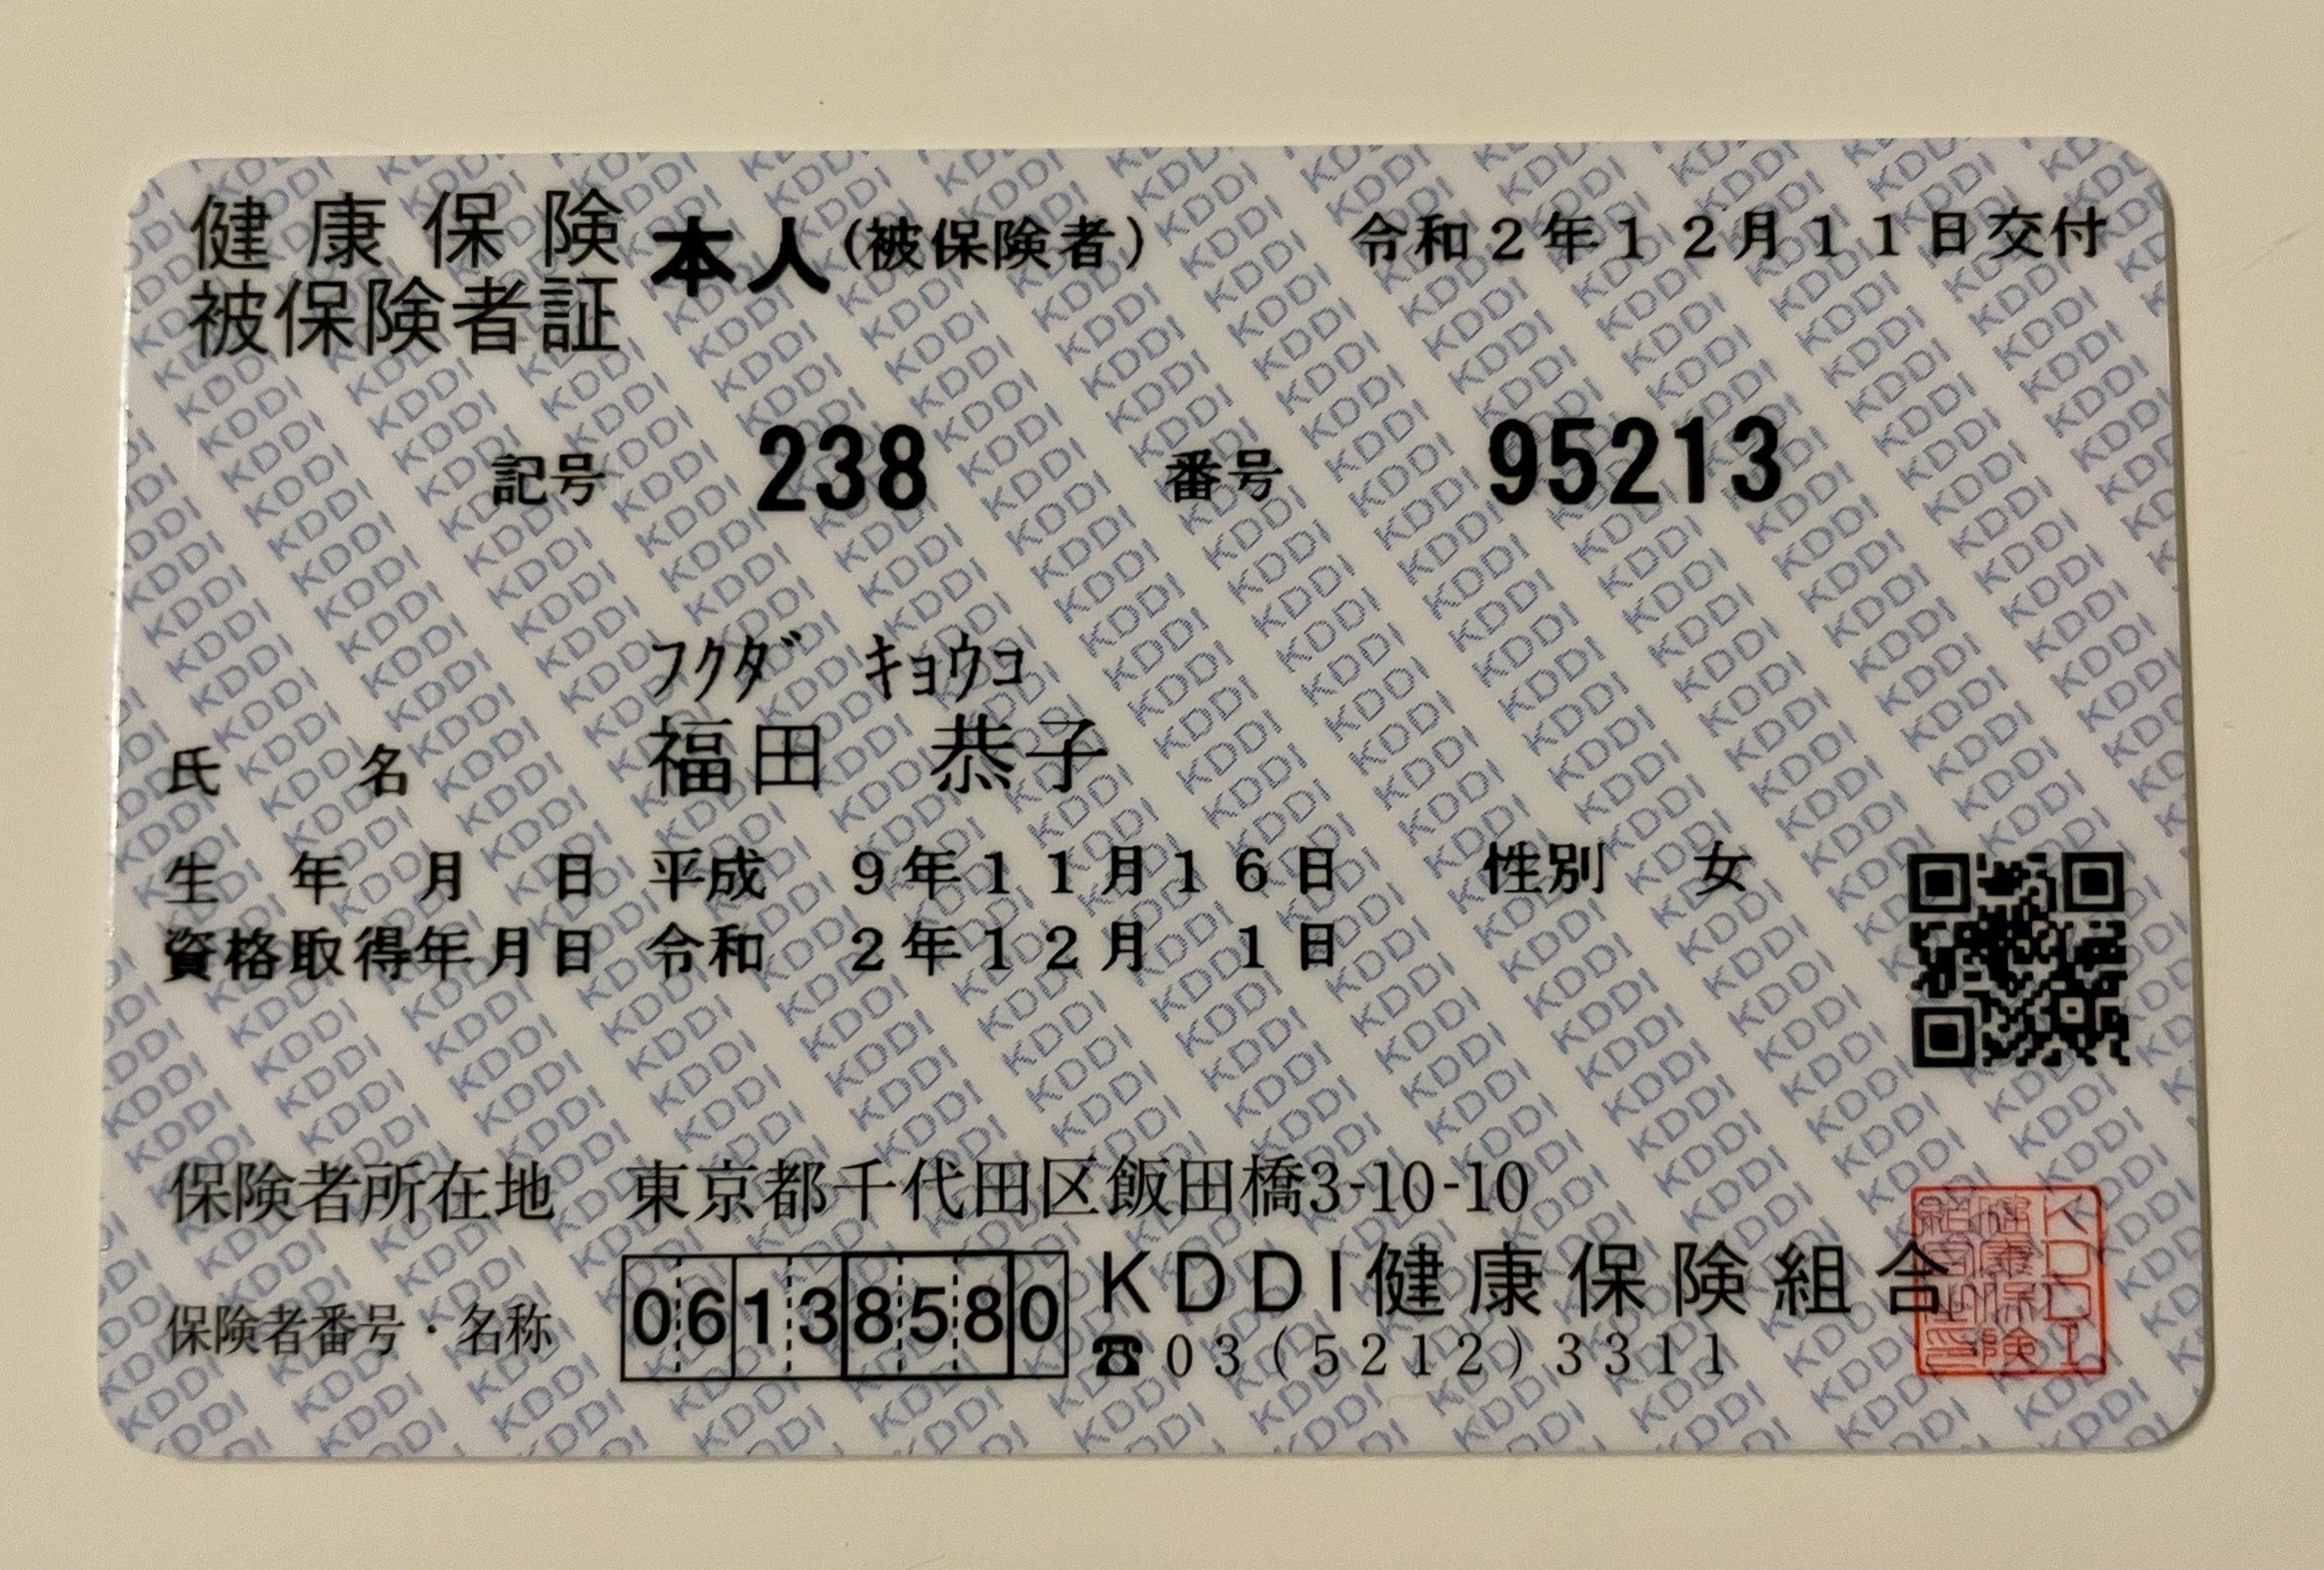 健康保険 本人(被保険者) 令和2年12月11日交付
被保険者証
記号 238 番号 95213
フクダ キョウコ
氏名 福田 恭子
生年月日 平成 9年11月16日 性別 女
資格取得年月日 令和 2年12月 1日
保険者所在地 東京都千代田区飯田橋3-10-10
保険者番号・名称 06138580 KDDI健康保険組合
☎03(5212)3311